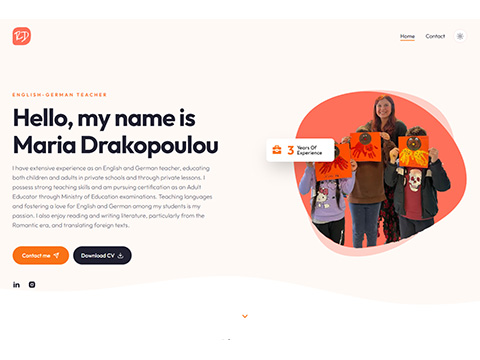 Home
Contact
ENGLISH-GERMAN TEACHER
Hello, my name is
Maria Drakopoulou
I have extensive experience as an English and German teacher, educating
both children and adults in private schools and through private lessons. I
possess strong teaching skills and am pursuing certification as an Adult
Educator through Ministry of Education examinations. Teaching languages
and fostering a love for English and German among my students is my
passion. I also enjoy reading and writing literature, particularly from the
Romantic era, and translating foreign texts.
3 Years Of
Experience
Contact me
Download CV
in